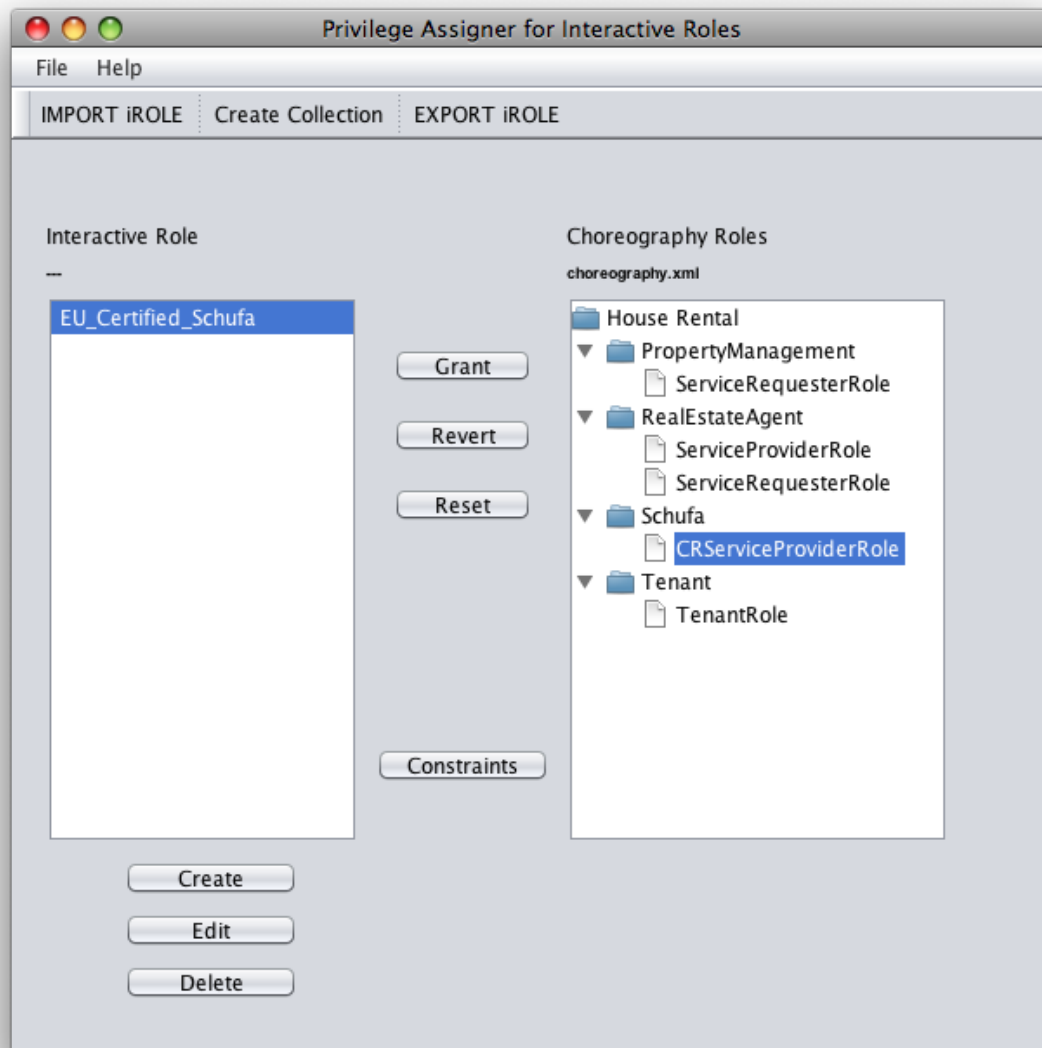 Privilege Assigner for Interactive Roles
File Help
IMPORT iROLE Create Collection EXPORT iROLE
Interactive Role
---
EU_Certified_Schufa
Grant
Revert
Reset
Constraints
Create
Edit
Delete
Choreography Roles
choreography.xml
House Rental
PropertyManagement
ServiceRequesterRole
RealEstateAgent
ServiceProviderRole
ServiceRequesterRole
Schufa
CRServiceProviderRole
Tenant
TenantRole